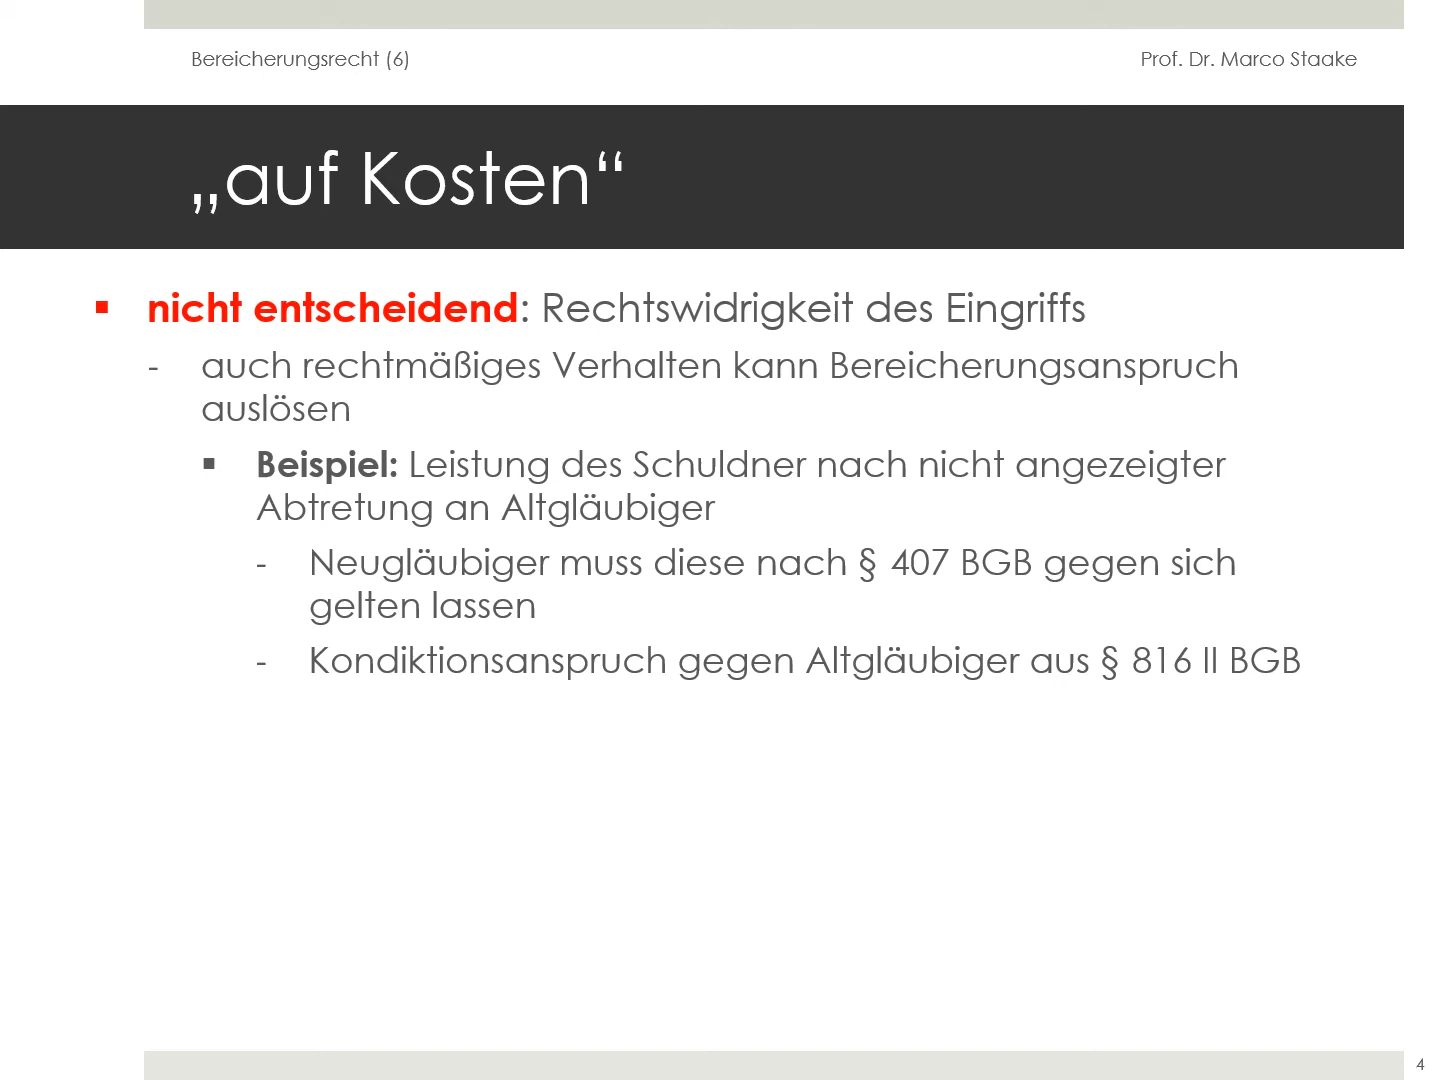 Bereicherungsrecht (6)
Prof. Dr. Marco Staake
„auf Kosten“
▪ nicht entscheidend: Rechtswidrigkeit des Eingriffs
- auch rechtmäßiges Verhalten kann Bereicherungsanspruch
auslösen
▪ Beispiel: Leistung des Schuldner nach nicht angezeigter
Abtretung an Altgläubiger
- Neugläubiger muss diese nach § 407 BGB gegen sich
gelten lassen
- Kondiktionsanspruch gegen Altgläubiger aus § 816 II BGB
4